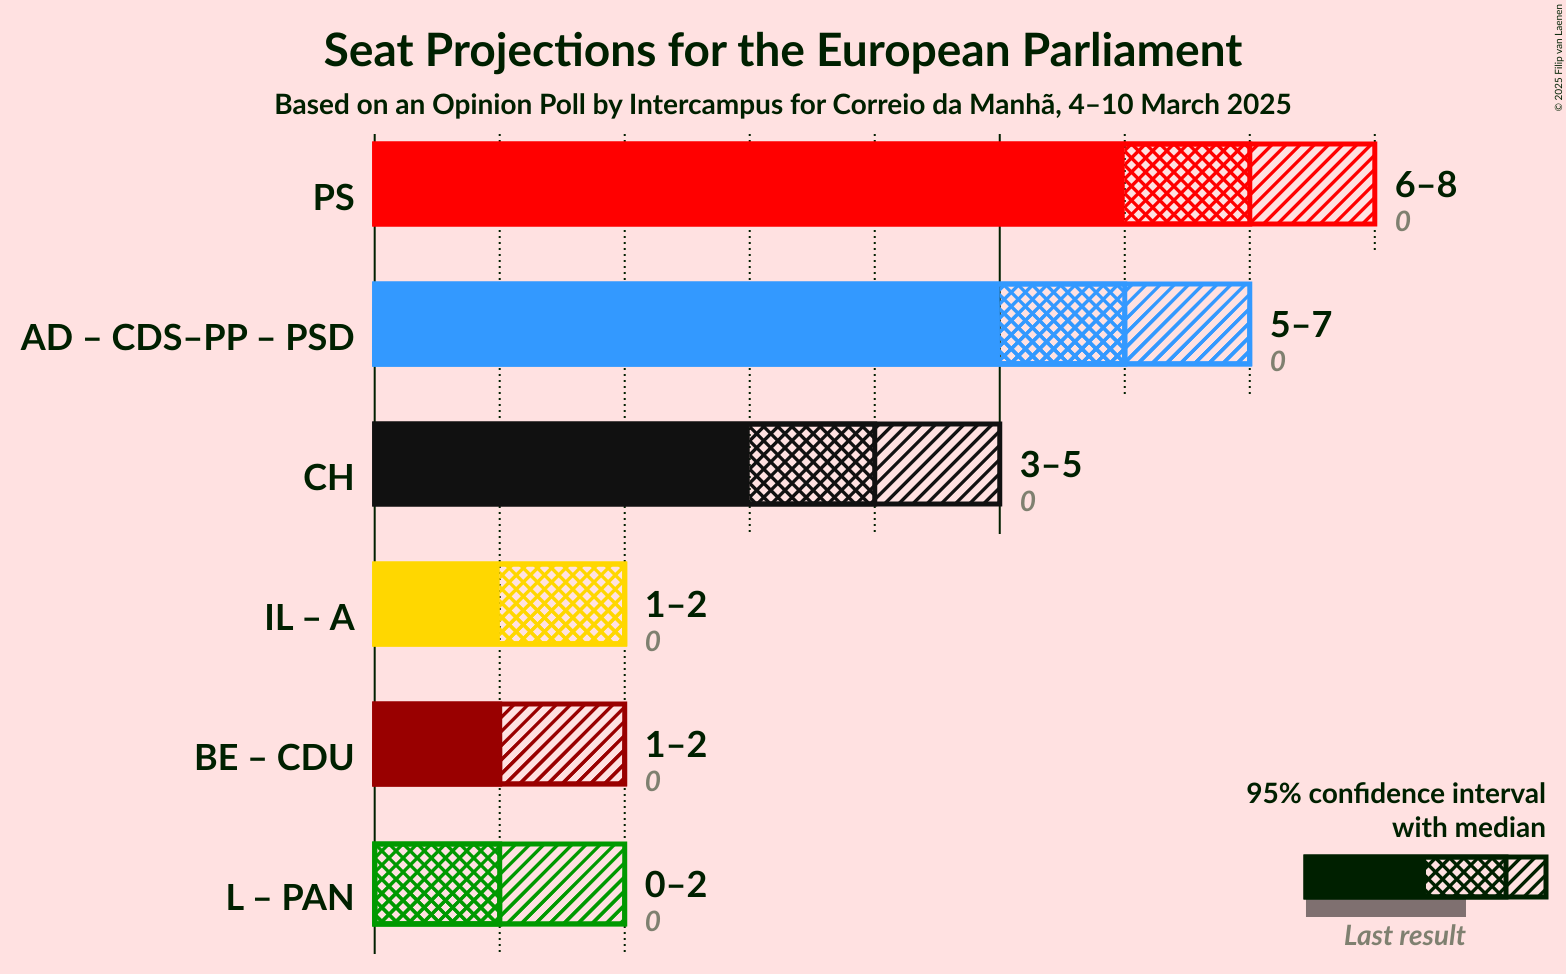 Seat Projections for the European Parliament
Based on an Opinion Poll by Intercampus for Correio da Manhã, 4–10 March 2025
© 2025 Filip van Laenen
PS
6–8
0
AD – CDS–PP – PSD
5–7
0
CH
3–5
0
IL – A
1–2
0
BE – CDU
1–2
0
L – PAN
0–2
0
95% confidence interval
with median
Last result